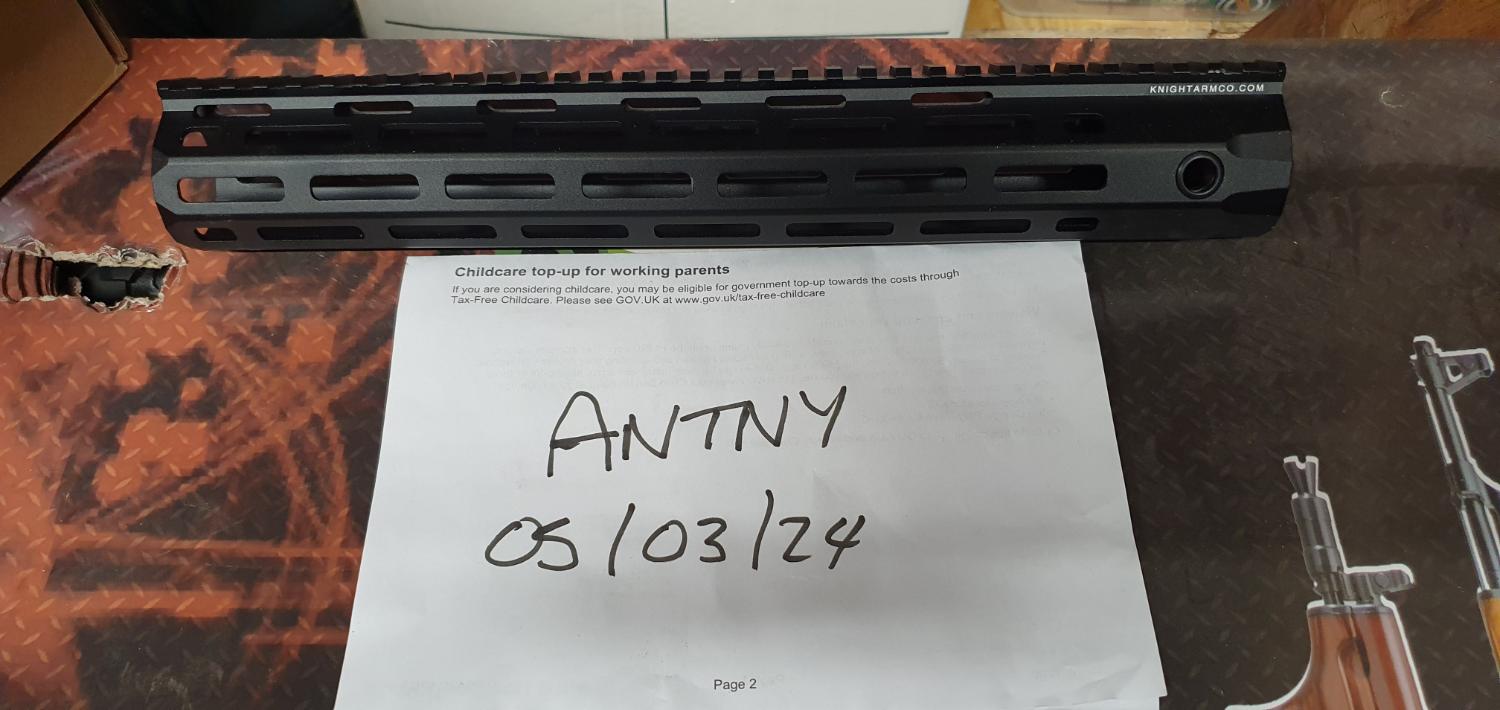 KNIGHTARMCO.COM
Childcare top-up for working parents
If you are considering childcare, you may be eligible for government top-up towards the costs through
Tax-Free Childcare. Please see GOV.UK at www.gov.uk/tax-free-childcare
ANTNY
05/03/24
Page 2